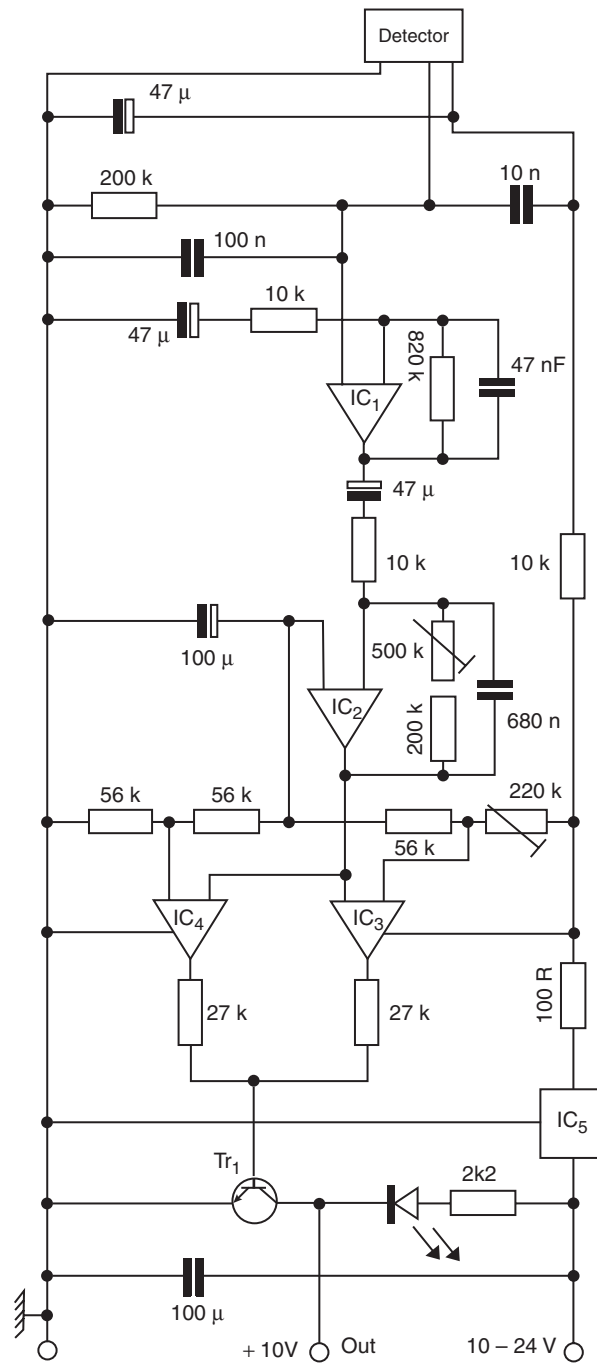 Detector
47 µ
200 k
10 n
100 n
10 k
47 µ
820 k
47 nF
IC1
47 µ
10 k
10 k
100 µ
500 k
IC2
200 k
680 n
56 k
56 k
220 k
56 k
IC4
IC3
27 k
27 k
100 R
IC5
Tr1
2k2
100 µ
+ 10V
Out
10 – 24 V